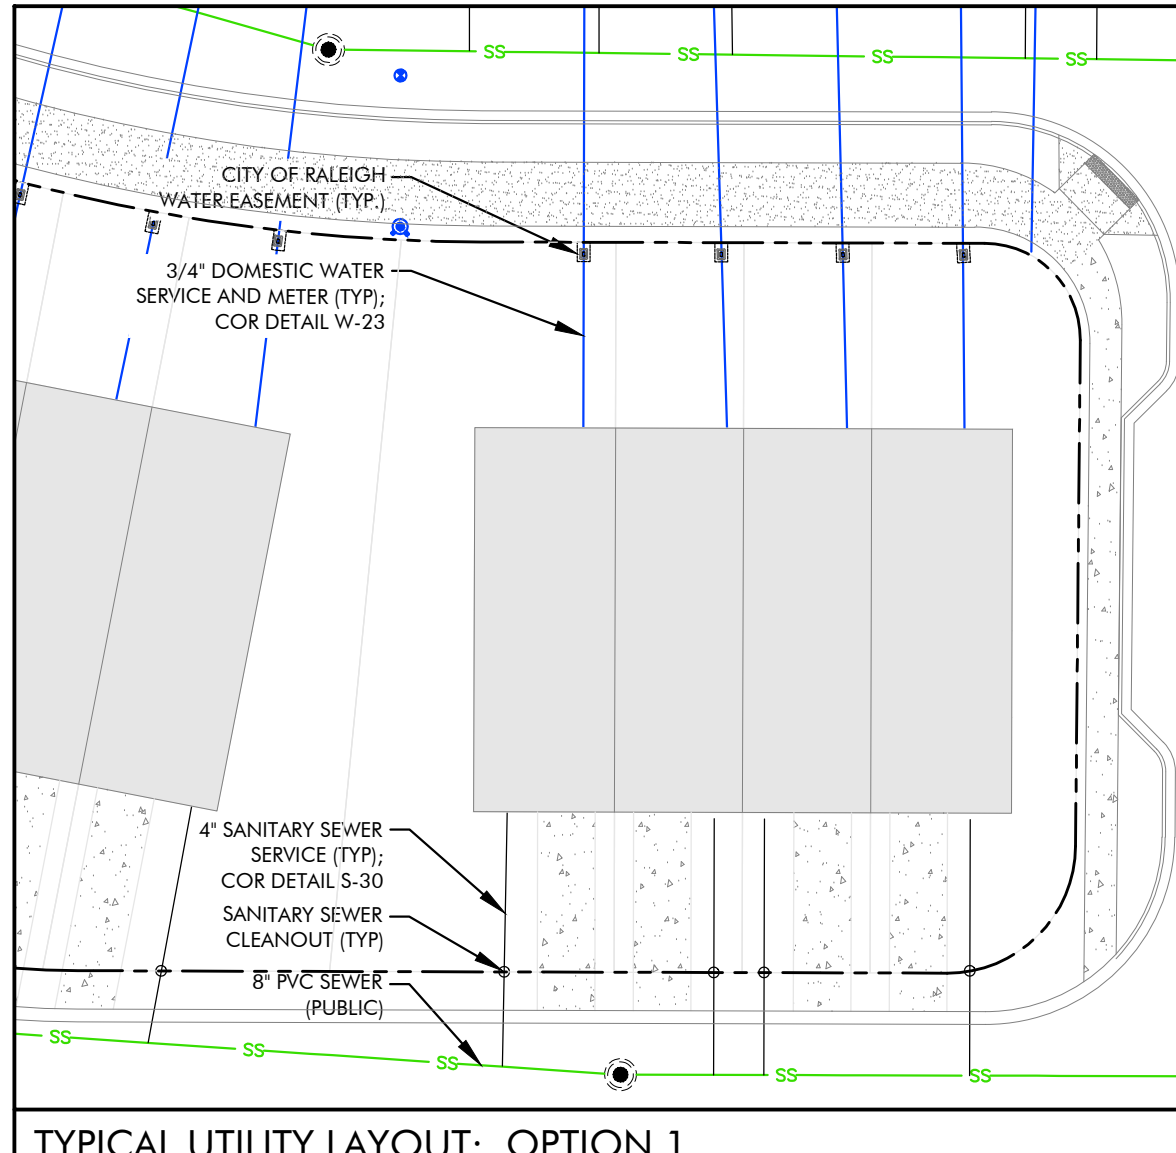 SS SS SS SS
CITY OF RALEIGH
WATER EASEMENT (TYP.)
3/4" DOMESTIC WATER
SERVICE AND METER (TYP);
COR DETAIL W-23
4" SANITARY SEWER
SERVICE (TYP);
COR DETAIL S-30
SANITARY SEWER
CLEANOUT (TYP)
8" PVC SEWER
(PUBLIC)
SS SS SS SS SS
TYPICAL UTILITY LAYOUT: OPTION 1